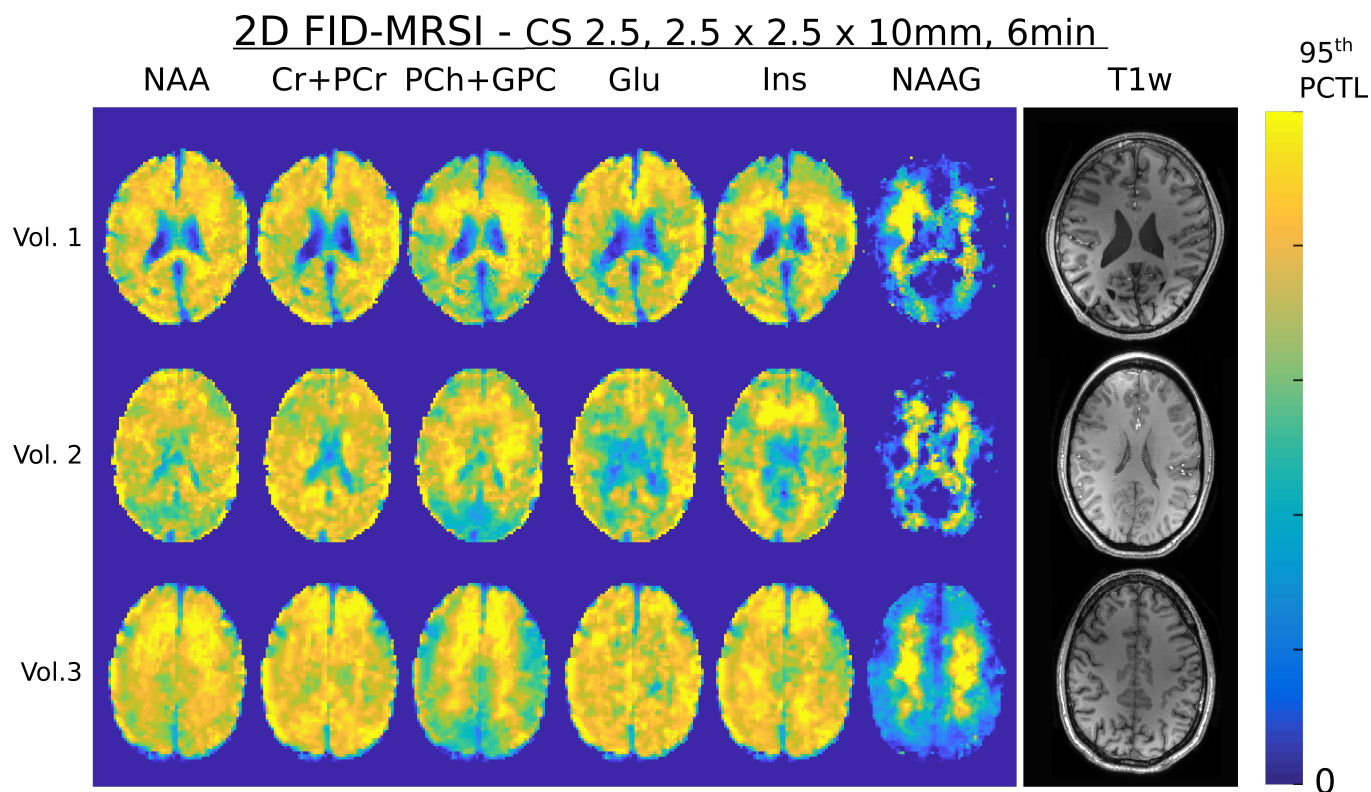 2D FID-MRSI - CS 2.5, 2.5 x 2.5 x 10mm, 6min
95th
PCTL
NAA Cr+PCr PCh+GPC Glu Ins NAAG T1w
Vol. 1
Vol. 2
Vol.3
0